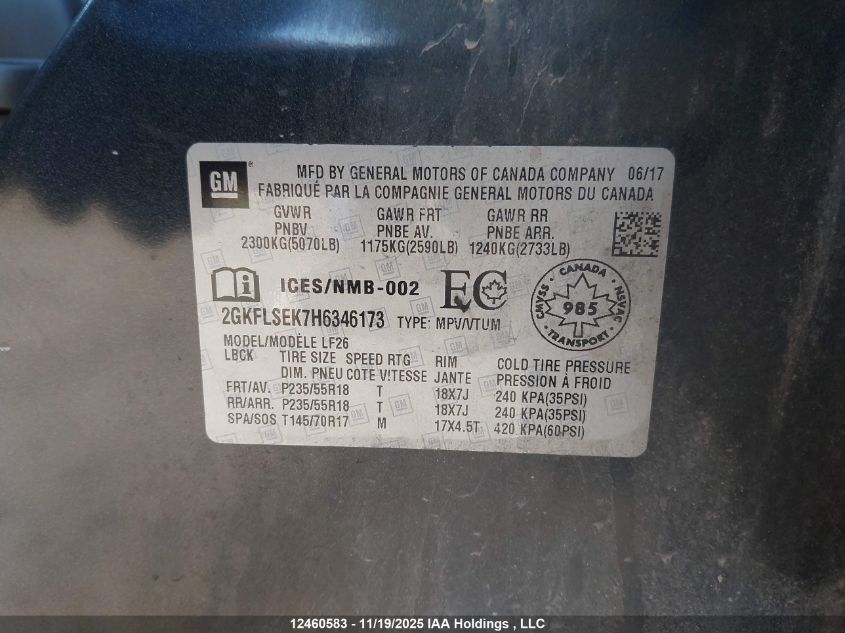 GM
MFD BY GENERAL MOTORS OF CANADA COMPANY 06/17
FABRIQUÉ PAR LA COMPAGNIE GENERAL MOTORS DU CANADA
GVWR GAWR FRT GAWR RR
PNBV PNBE AV. PNBE ARR.
2300KG(5070LB) 1175KG(2590LB) 1240KG(2733LB)
ICES/NMB-002 EC
CANADA CMVSS NSVAC 985 TRANSPORT
2GKFLSEK7H6346173 TYPE: MPV/VTUM
MODEL/MODÈLE LF26
LBCK TIRE SIZE SPEED RTG RIM COLD TIRE PRESSURE
DIM. PNEU COTE VITESSE JANTE PRESSION À FROID
FRT/AV. P235/55R18 T 18X7J 240 KPA(35PSI)
RR/ARR. P235/55R18 T 18X7J 240 KPA(35PSI)
SPA/SOS T145/70R17 M 17X4.5T 420 KPA(60PSI)
12460583 - 11/19/2025 IAA Holdings , LLC